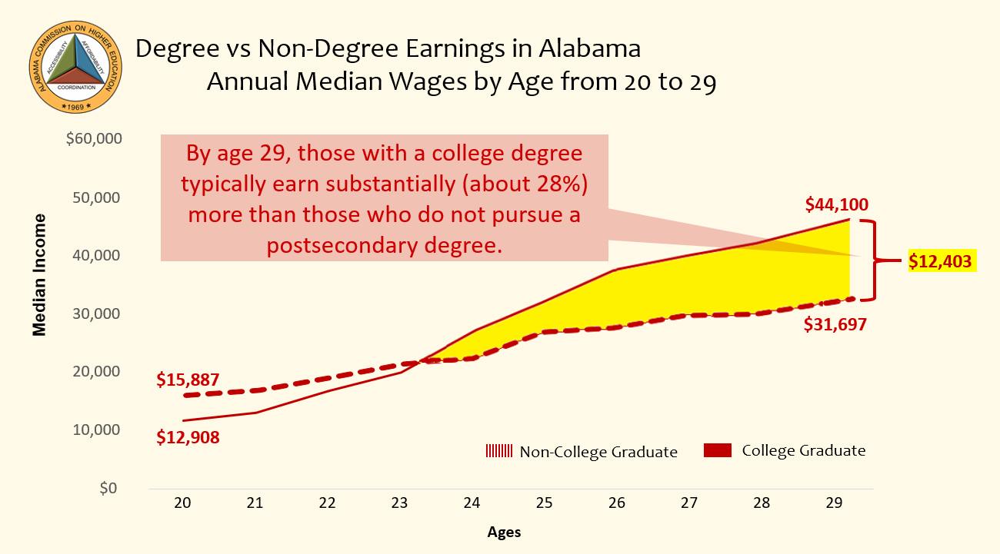 ALABAMA COMMISSION ON HIGHER EDUCATION
ACCESSIBILITY
AFFORDABILITY
COORDINATION
1969
Degree vs Non-Degree Earnings in Alabama
Annual Median Wages by Age from 20 to 29
$60,000
50,000
40,000
30,000
20,000
10,000
$0
Median Income
By age 29, those with a college degree
typically earn substantially (about 28%)
more than those who do not pursue a
postsecondary degree.
$44,100
$12,403
$31,697
$15,887
$12,908
Non-College Graduate
College Graduate
20 21 22 23 24 25 26 27 28 29
Ages